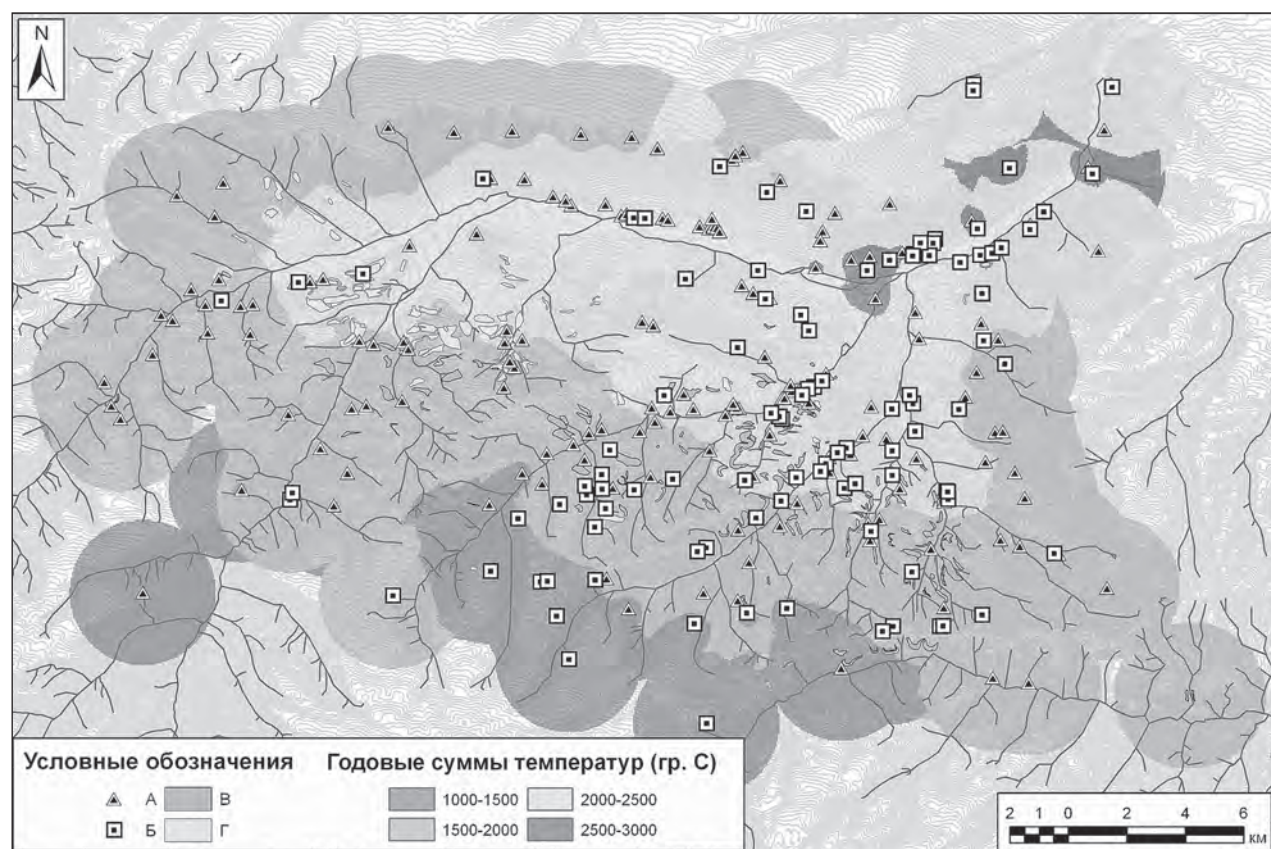 N
Условные обозначения
А В
Б Г
Годовые суммы температур (гр. С)
1000-1500 2000-2500
1500-2000 2500-3000
2 1 0 2 4 6
км